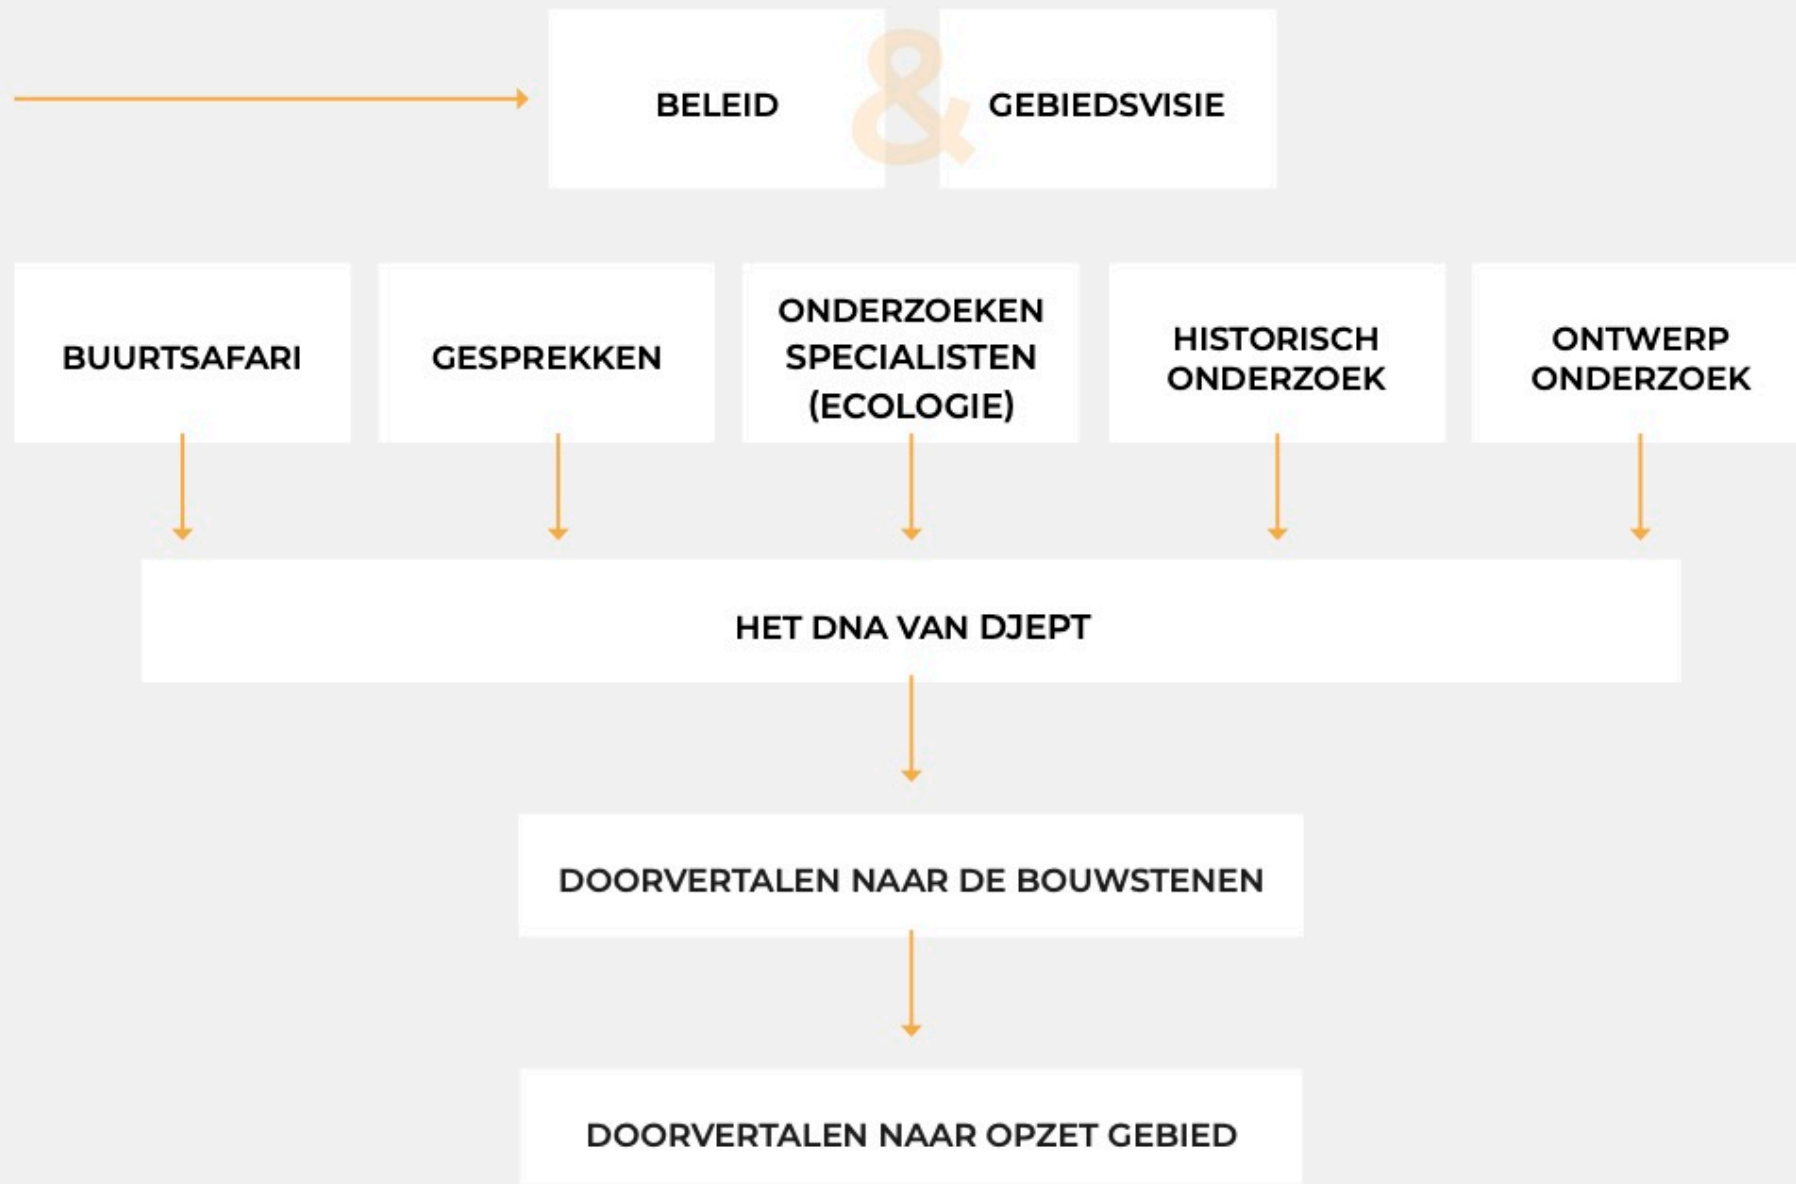 BELEID & GEBIEDSVISIE
BUURTSAFARI
GESPREKKEN
ONDERZOEKEN
SPECIALISTEN
(ECOLOGIE)
HISTORISCH
ONDERZOEK
ONTWERP
ONDERZOEK
HET DNA VAN DJEPT
DOORVERTALEN NAAR DE BOUWSTENEN
DOORVERTALEN NAAR OPZET GEBIED